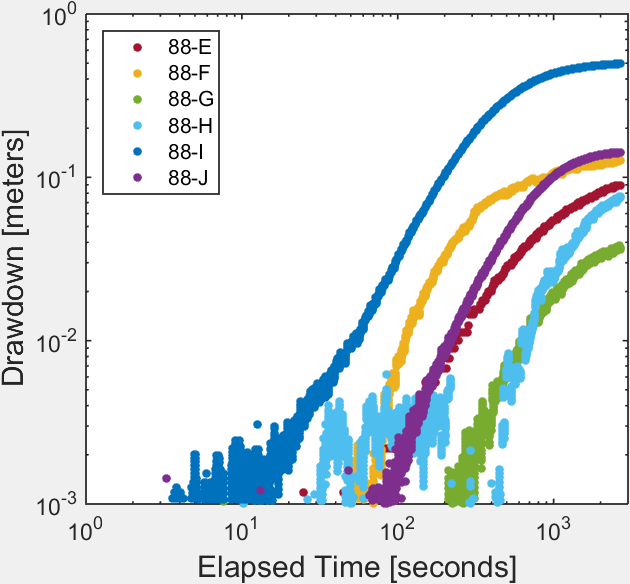 10^0
10^-1
10^-2
10^-3
Drawdown [meters]
88-E
88-F
88-G
88-H
88-I
88-J
10^0 10^1 10^2 10^3
Elapsed Time [seconds]